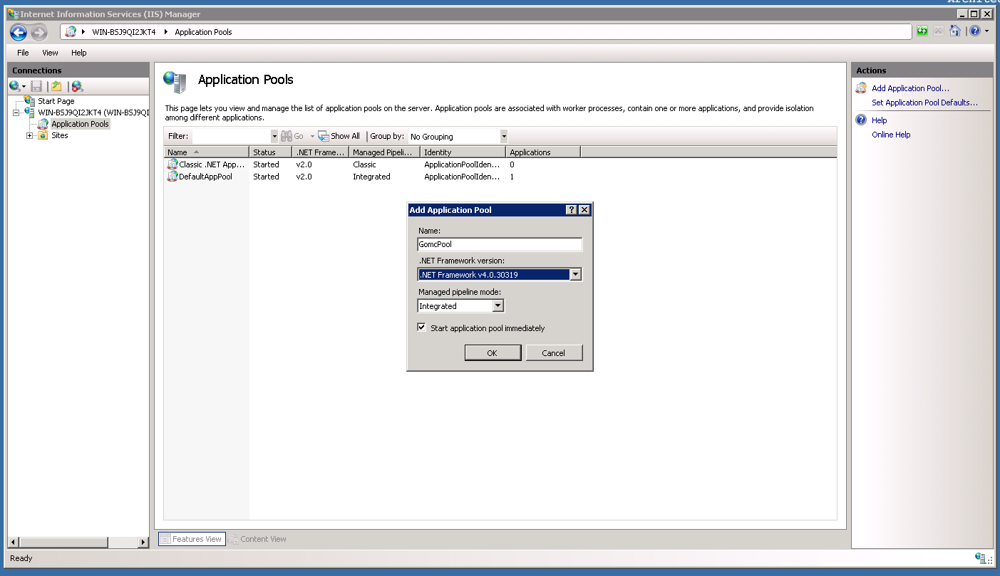 Internet Information Services (IIS) Manager
WIN-BSJ9QI2JKT4 Application Pools
File View Help
Connections
Start Page
WIN-BSJ9QI2JKT4 (WIN-BSJ9QI
Application Pools
Sites
Application Pools
This page lets you view and manage the list of application pools on the server. Application pools are associated with worker processes, contain one or more applications, and provide isolation
among different applications.
Filter: Go Show All Group by: No Grouping
Name Status .NET Frame... Managed Pipeli... Identity Applications
Classic .NET App... Started v2.0 Classic ApplicationPoolIden... 0
DefaultAppPool Started v2.0 Integrated ApplicationPoolIden... 1
Add Application Pool
Name:
GomcPool
.NET Framework version:
.NET Framework v4.0.30319
Managed pipeline mode:
Integrated
Start application pool immediately
OK Cancel
Features View Content View
Actions
Add Application Pool...
Set Application Pool Defaults...
Help
Online Help
Ready